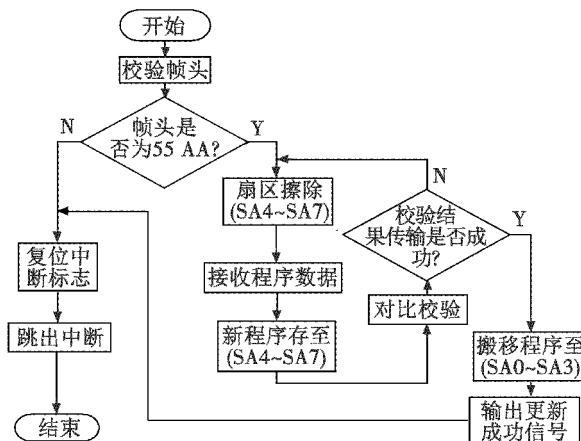 开始
校验帧头
N
帧头是
否为55 AA?
Y
扇区擦除
(SA4~SA7)
接收程序数据
新程序存至
(SA4~SA7)
N
校验结
果传输是否成
功?
Y
对比校验
搬移程序至
(SA0~SA3)
输出更新
成功信号
复位中
断标志
跳出中断
结束